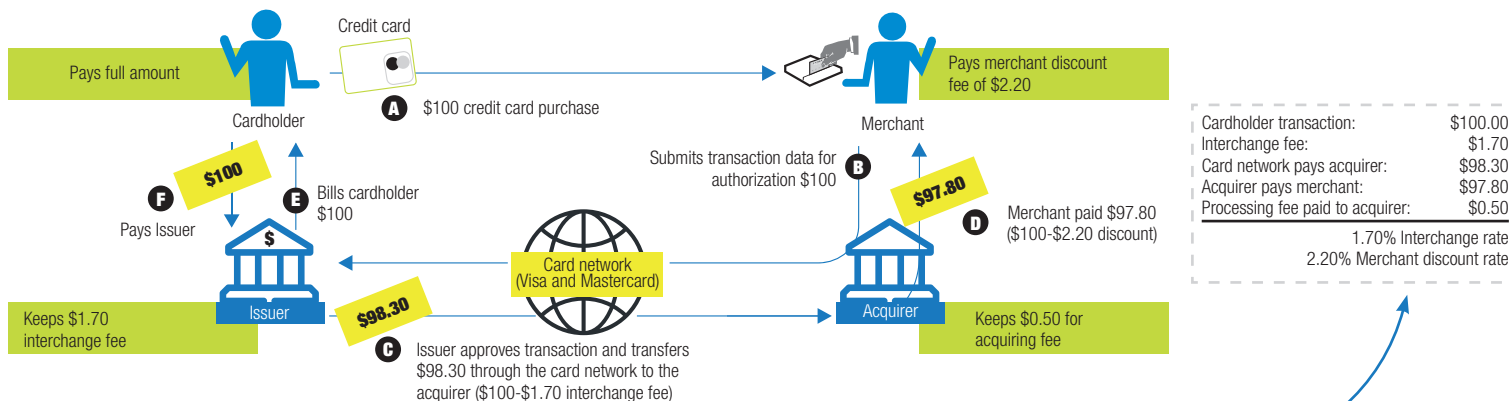 Credit card
Pays full amount
Pays merchant discount
fee of $2.20
A $100 credit card purchase
Cardholder
Merchant
Submits transaction data for
authorization $100
B
$100
F
Pays Issuer
E Bills cardholder
$100
$97.80
D Merchant paid $97.80
($100-$2.20 discount)
$
Card network
(Visa and Mastercard)
Issuer
Acquirer
Keeps $1.70
interchange fee
$98.30
C Issuer approves transaction and transfers
$98.30 through the card network to the
acquirer ($100-$1.70 interchange fee)
Keeps $0.50 for
acquiring fee
Cardholder transaction: $100.00
Interchange fee: $1.70
Card network pays acquirer: $98.30
Acquirer pays merchant: $97.80
Processing fee paid to acquirer: $0.50
1.70% Interchange rate
2.20% Merchant discount rate